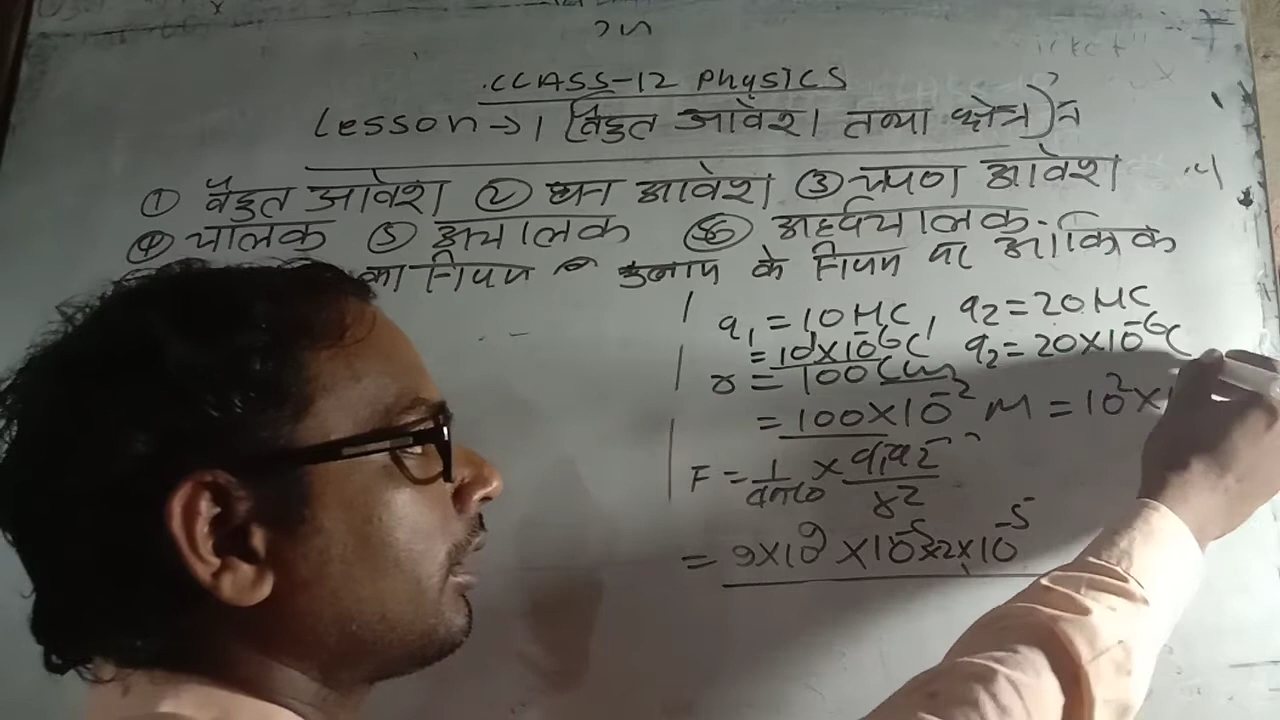 CLASS-12 PhysICS
Lesson→1 (विद्युत आवेश तथा क्षेत्र)
① वैद्युत आवेश ② धन आवेश ③ ऋण आवेश
④ चालक ⑤ अचालक ⑥ अर्द्धचालक
का नियम के नियम पर आंकिक
q1 = 10 μC, q2 = 20 μC
= 10×10⁻⁶C, q2 = 20×10⁻⁶C
r = 100 cm
= 100×10⁻² M = 10²×
F = 1/4πϵ0 × q1q2/r2
= 9×10⁹ ×10⁻⁵×2×10⁻⁵